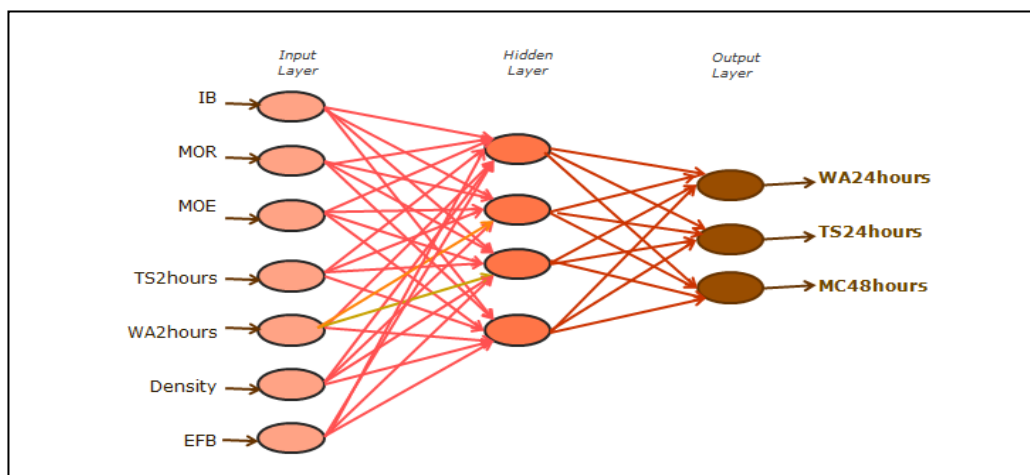 Input
Layer
Hidden
Layer
Output
Layer
IB
MOR
MOE
TS2hours
WA2hours
Density
EFB
WA24hours
TS24hours
MC48hours